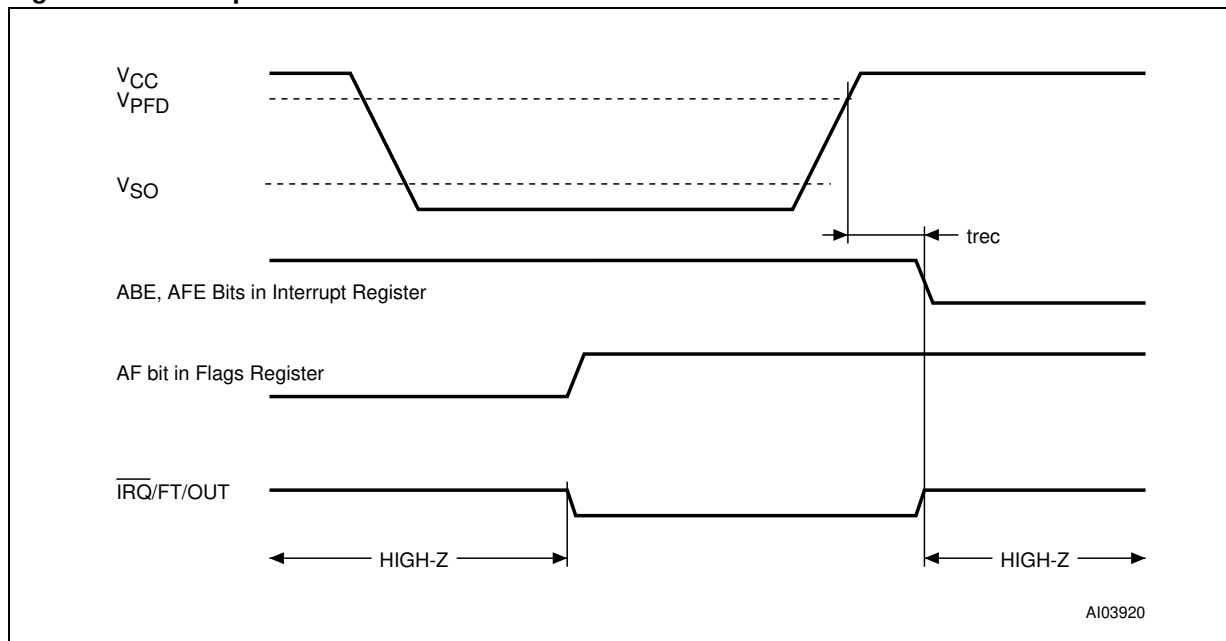 VCC
VPFD
VSO
trec
ABE, AFE Bits in Interrupt Register
AF bit in Flags Register
IRQ/FT/OUT
HIGH-Z
HIGH-Z
AI03920